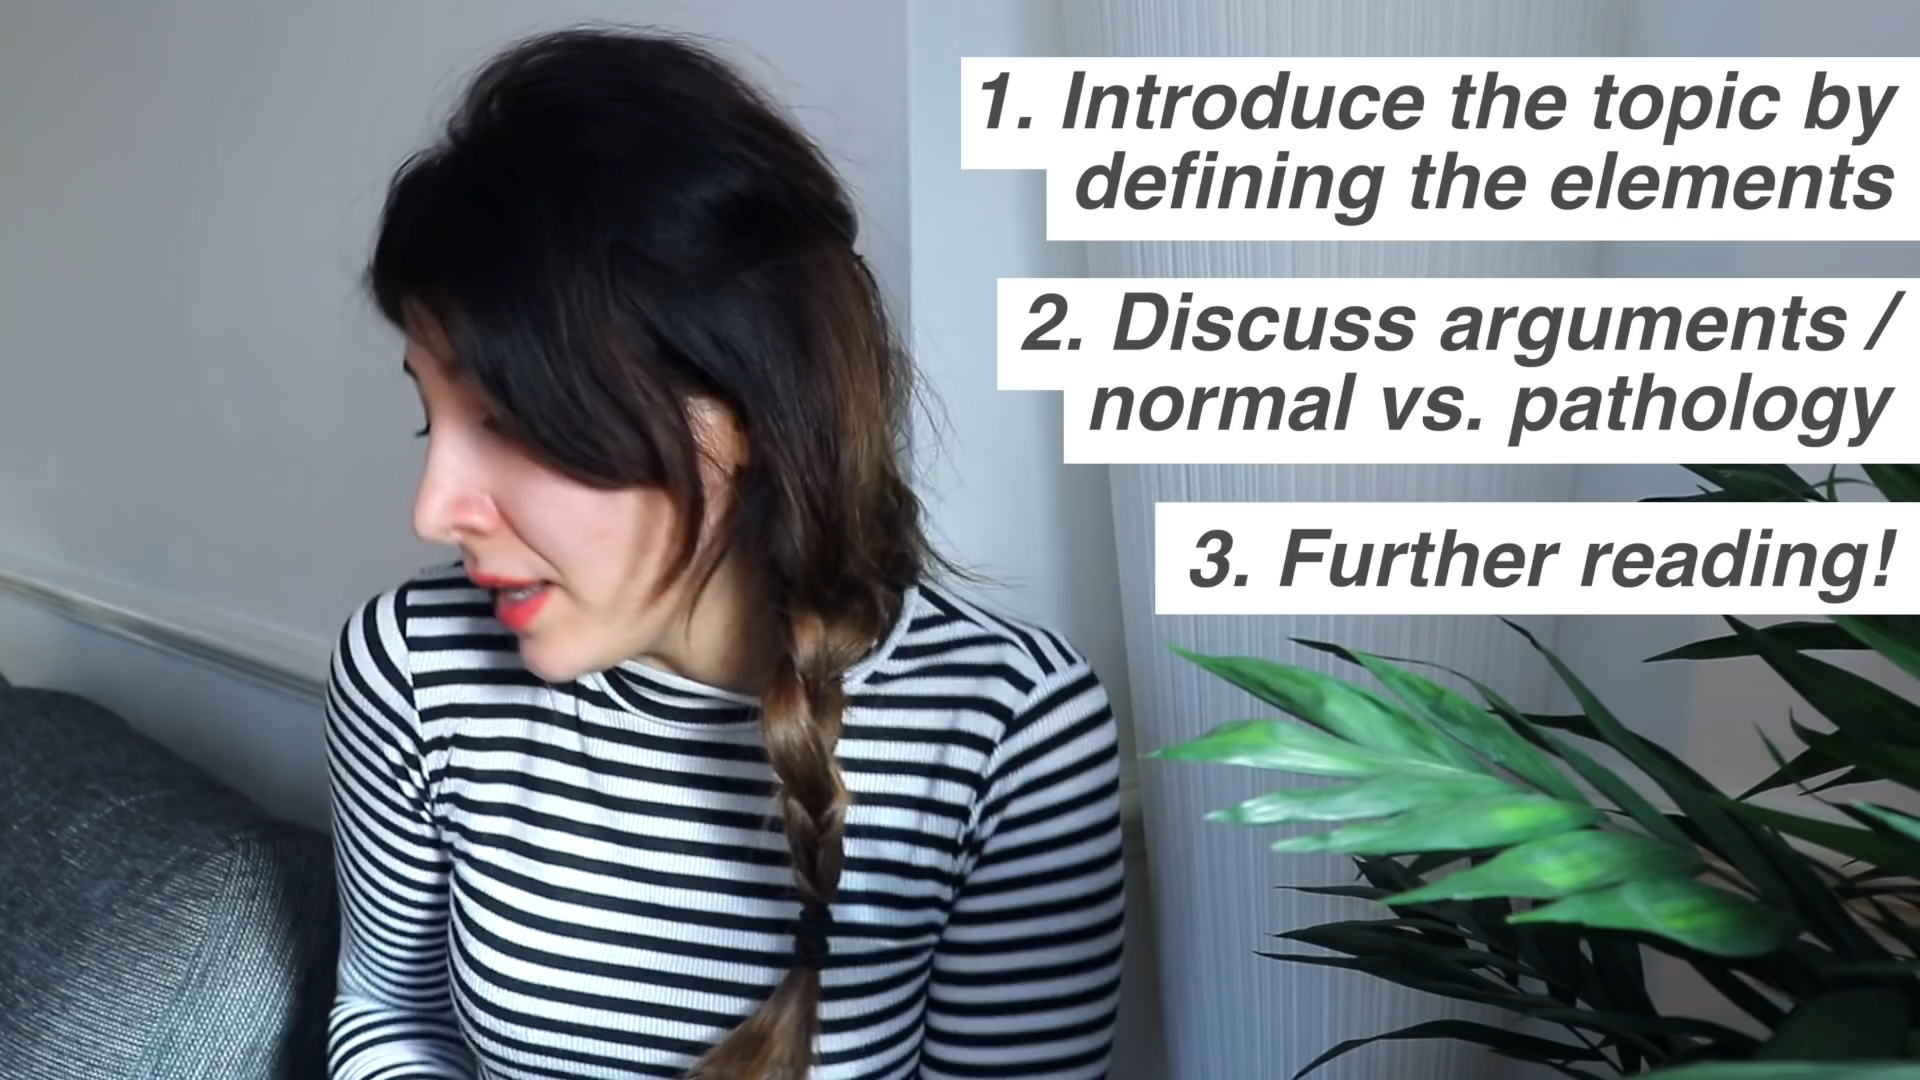 1. Introduce the topic by
defining the elements
2. Discuss arguments /
normal vs. pathology
3. Further reading!